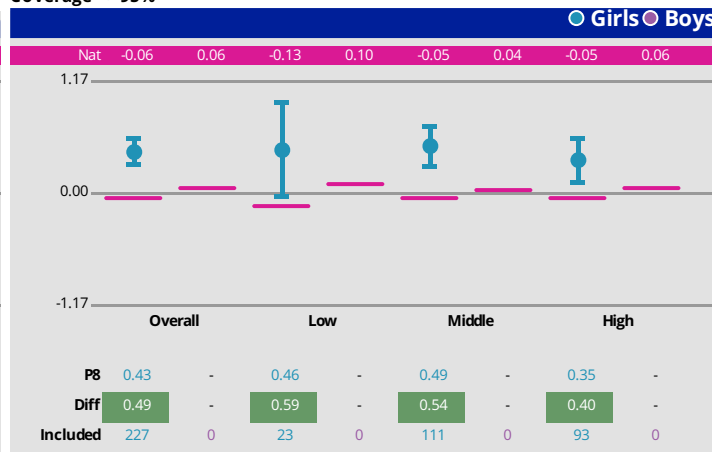 Coverage = 95%
Girls Boys
Nat -0.06 0.06 -0.13 0.10 -0.05 0.04 -0.05 0.06
1.17
0.00
-1.17
Overall Low Middle High
P8 0.43 - 0.46 - 0.49 - 0.35 -
Diff 0.49 - 0.59 - 0.54 - 0.40 -
Included 227 0 23 0 111 0 93 0